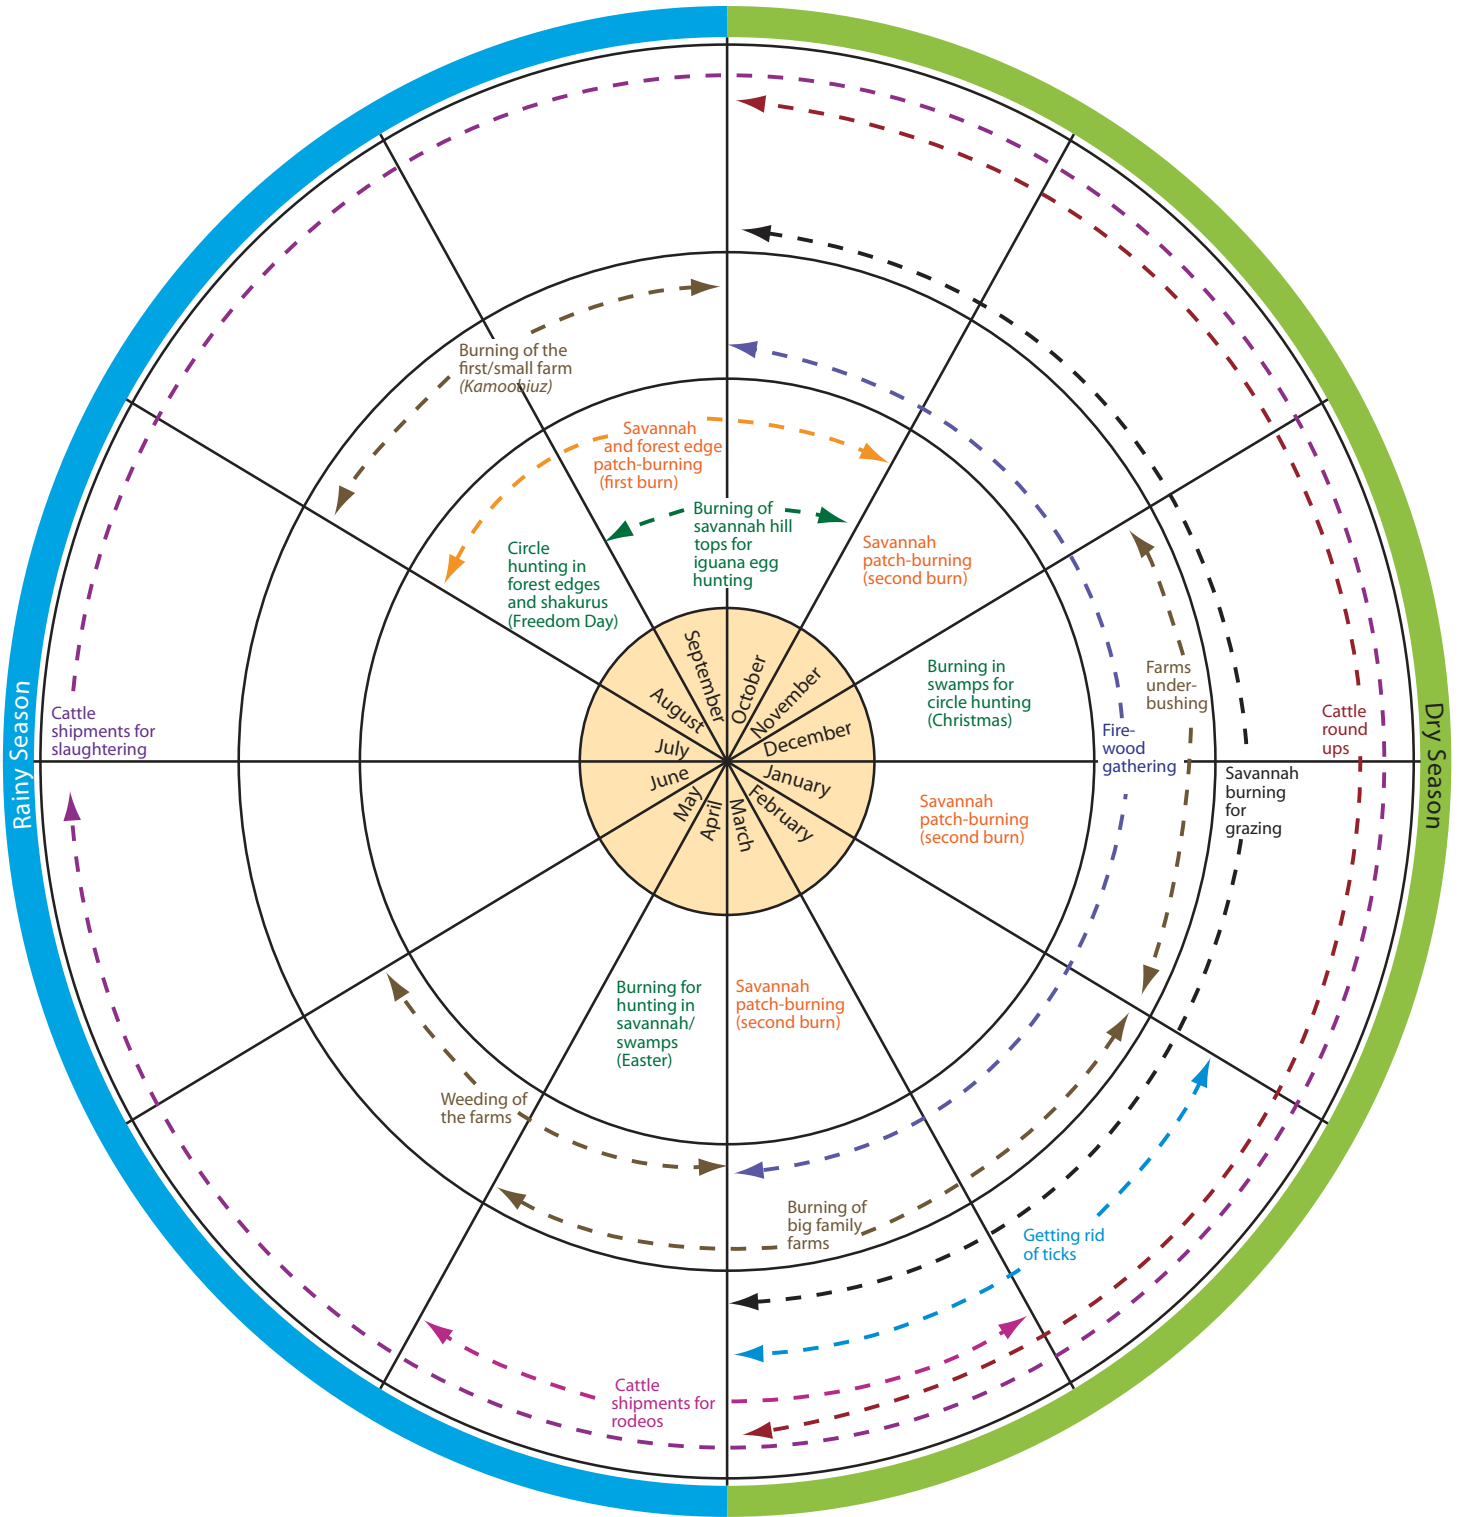 Burning of the
first/small farm
(Kamoobiuz)
Savannah
and forest edge
patch-burning
(first burn)
Burning of
savannah hill
tops for
iguana egg
hunting
Circle
hunting in
forest edges
and shakurus
(Freedom Day)
Savannah
patch-burning
(second burn)
Burning in
swamps for
circle hunting
(Christmas)
Farms
under-
bushing
Fire-
wood
gathering
Cattle
round
ups
Savannah
burning
for
grazing
Dry Season
Rainy Season
Cattle
shipments for
slaughtering
September
October
November
December
January
February
March
April
May
June
July
August
Savannah
patch-burning
(second burn)
Burning for
hunting in
savannah/
swamps
(Easter)
Savannah
patch-burning
(second burn)
Weeding of
the farms
Burning of
big family
farms
Getting rid
of ticks
Cattle
shipments for
rodeos